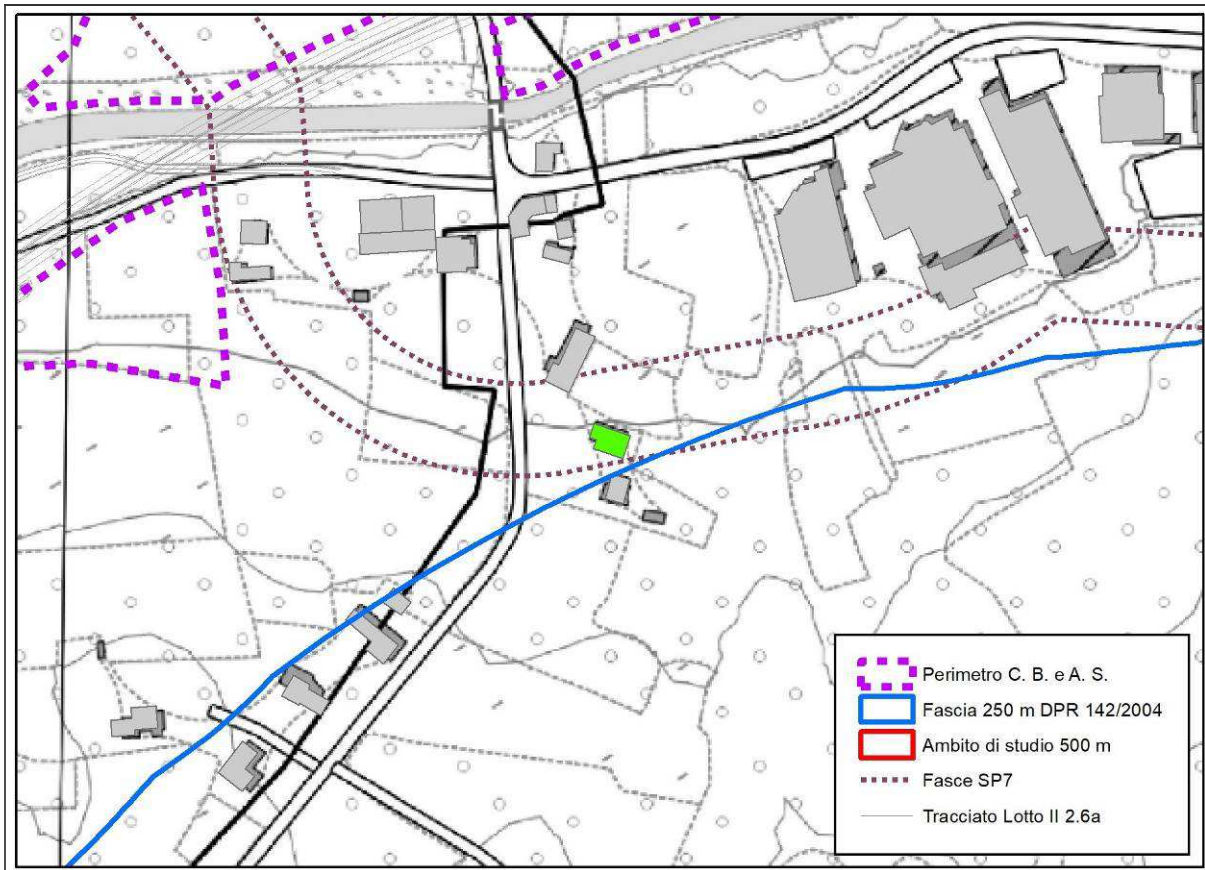 Perimetro C. B. e A. S.
Fascia 250 m DPR 142/2004
Ambito di studio 500 m
Fasce SP7
Tracciato Lotto II 2.6a